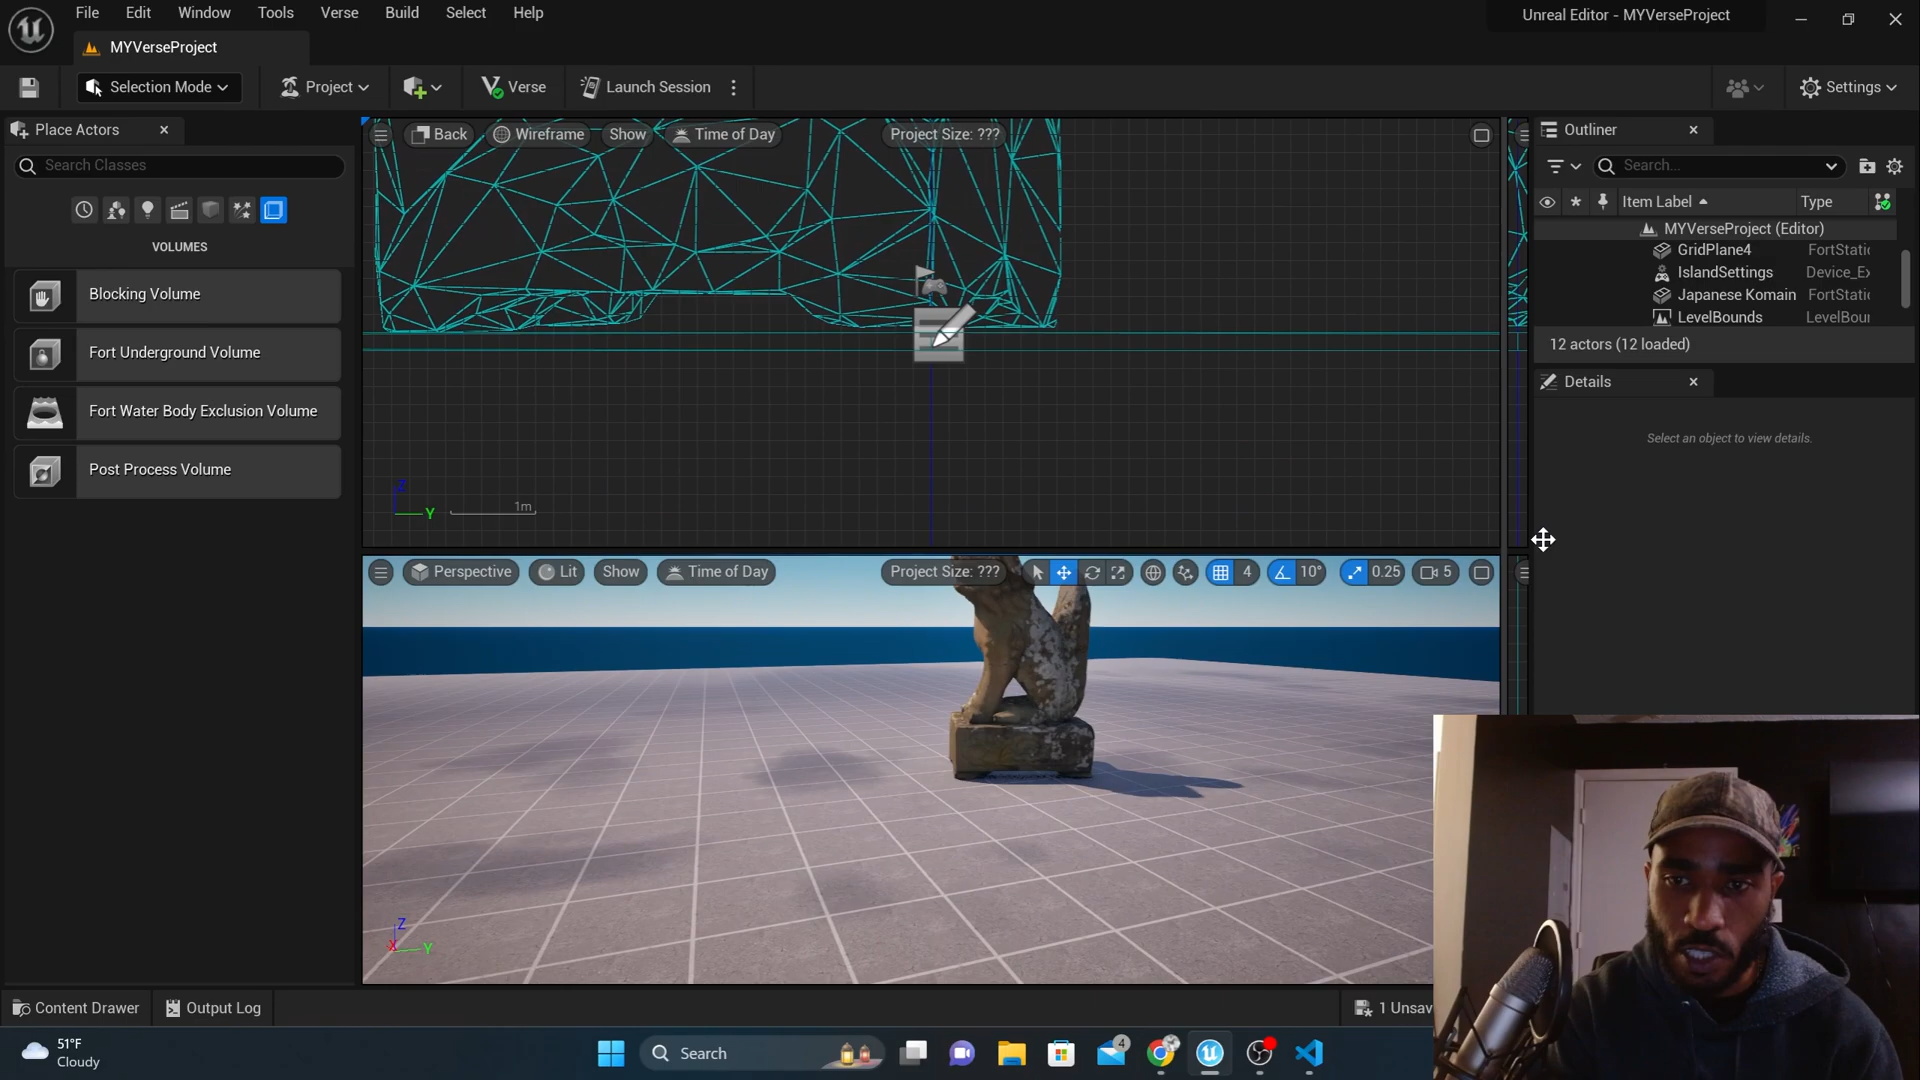 File Edit Window Tools Verse Build Select Help
Unreal Editor - MYVerseProject
MYVerseProject
Selection Mode
Project
Verse
Launch Session
Settings
Place Actors
Search Classes
VOLUMES
Blocking Volume
Fort Underground Volume
Fort Water Body Exclusion Volume
Post Process Volume
Back
Wireframe
Show
Time of Day
Project Size: ???
Z
Y
1m
Perspective
Lit
Show
Time of Day
Project Size: ???
4
10°
0.25
5
Z
X
Y
Outliner
Search...
Item Label
Type
MYVerseProject (Editor)
GridPlane4 FortStatic
IslandSettings Device_Ex
Japanese Komain FortStatic
LevelBounds LevelBour
12 actors (12 loaded)
Details
Select an object to view details.
Content Drawer
Output Log
1 Unsav
51°F
Cloudy
Search
4